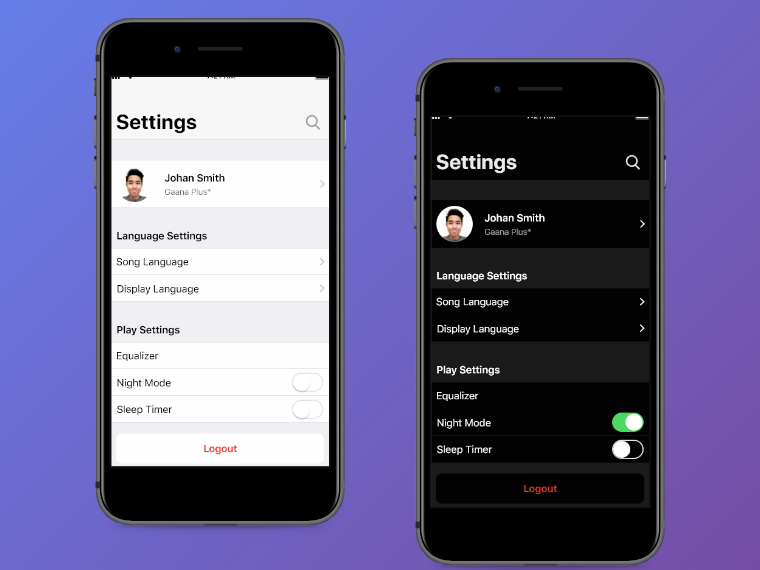 Settings
Johan Smith
Gaana Plus*
Language Settings
Song Language
Display Language
Play Settings
Equalizer
Night Mode
Sleep Timer
Logout
Settings
Johan Smith
Gaana Plus*
Language Settings
Song Language
Display Language
Play Settings
Equalizer
Night Mode
Sleep Timer
Logout